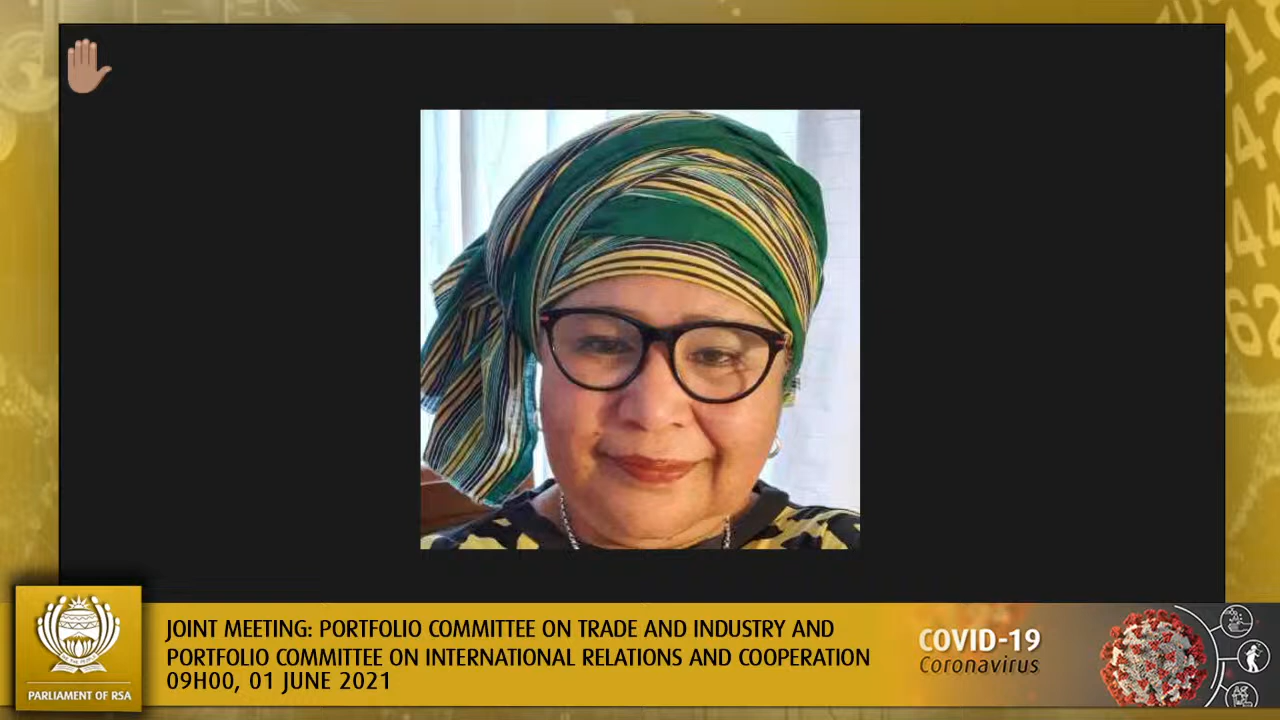 JOINT MEETING: PORTFOLIO COMMITTEE ON TRADE AND INDUSTRY AND
PORTFOLIO COMMITTEE ON INTERNATIONAL RELATIONS AND COOPERATION
09H00, 01 JUNE 2021
PARLIAMENT OF RSA
COVID-19
Coronavirus